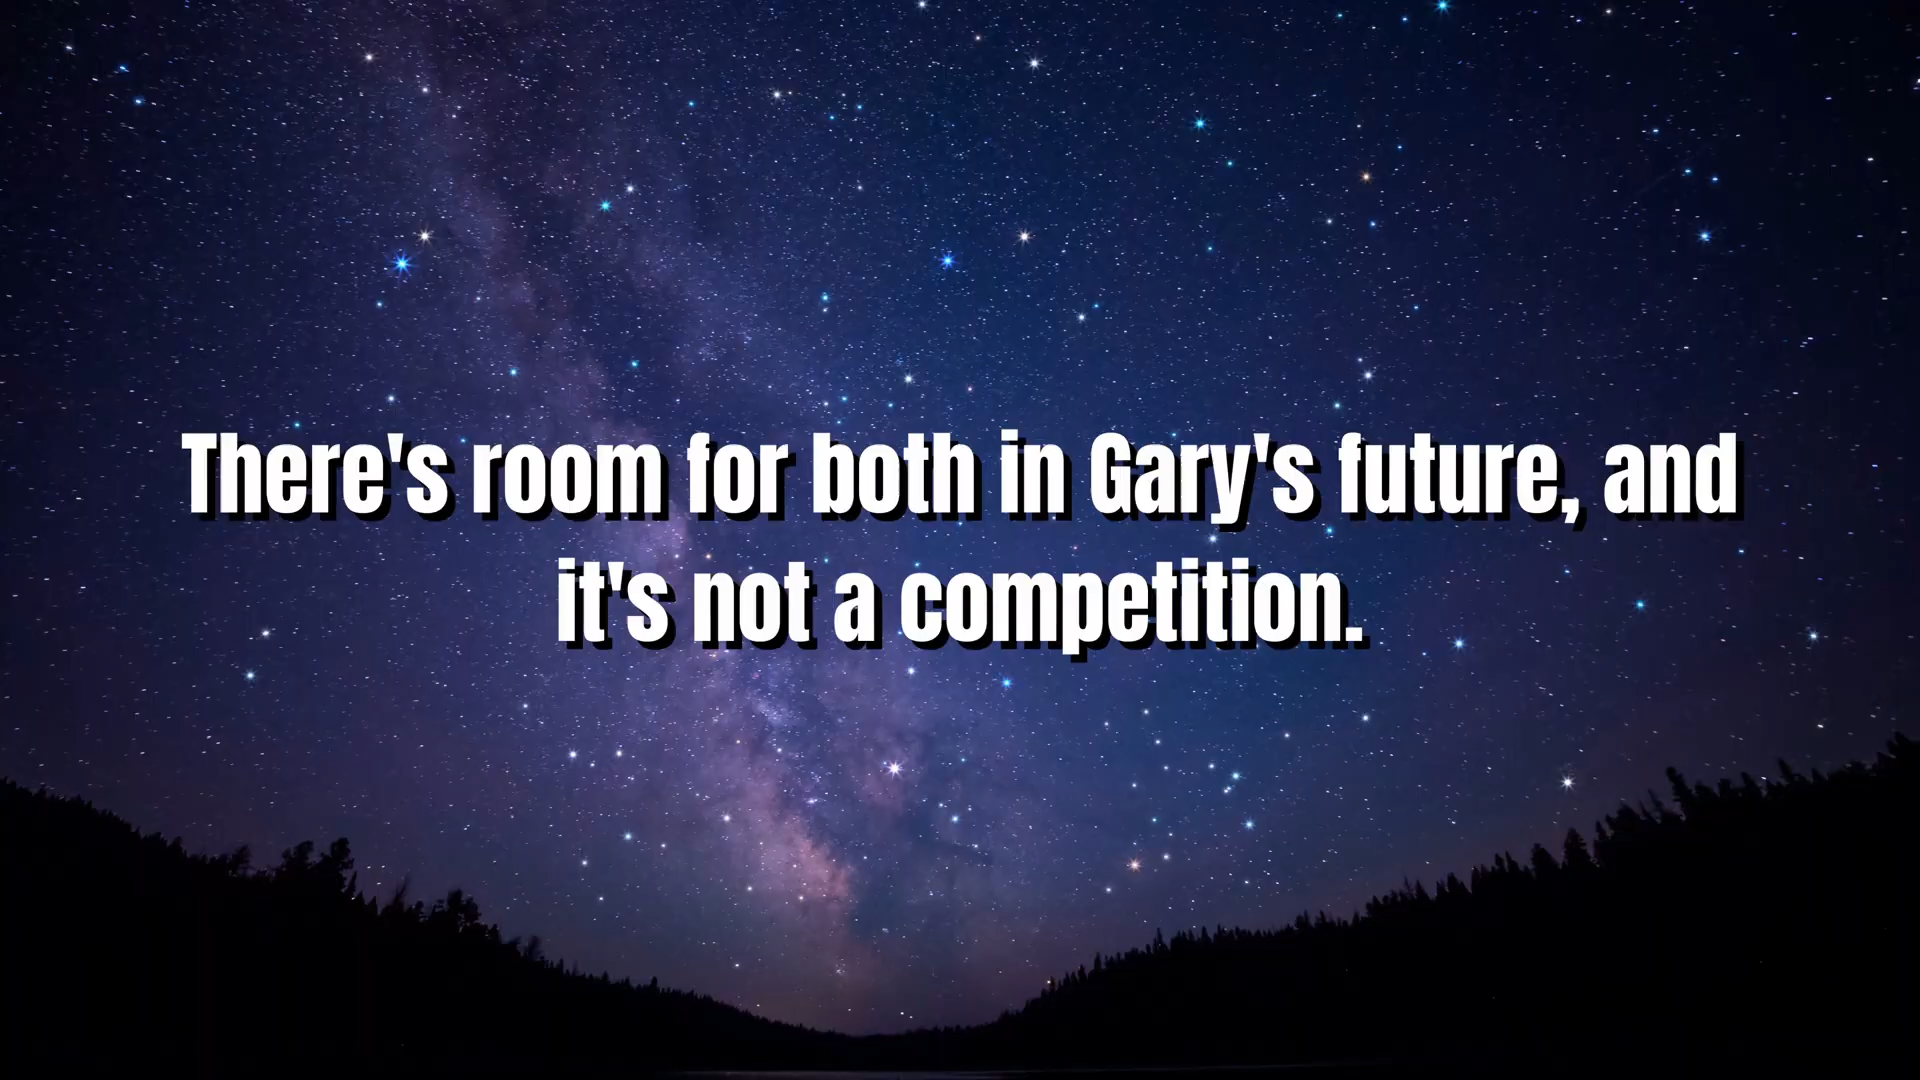 There's room for both in Gary's future, and
it's not a competition.